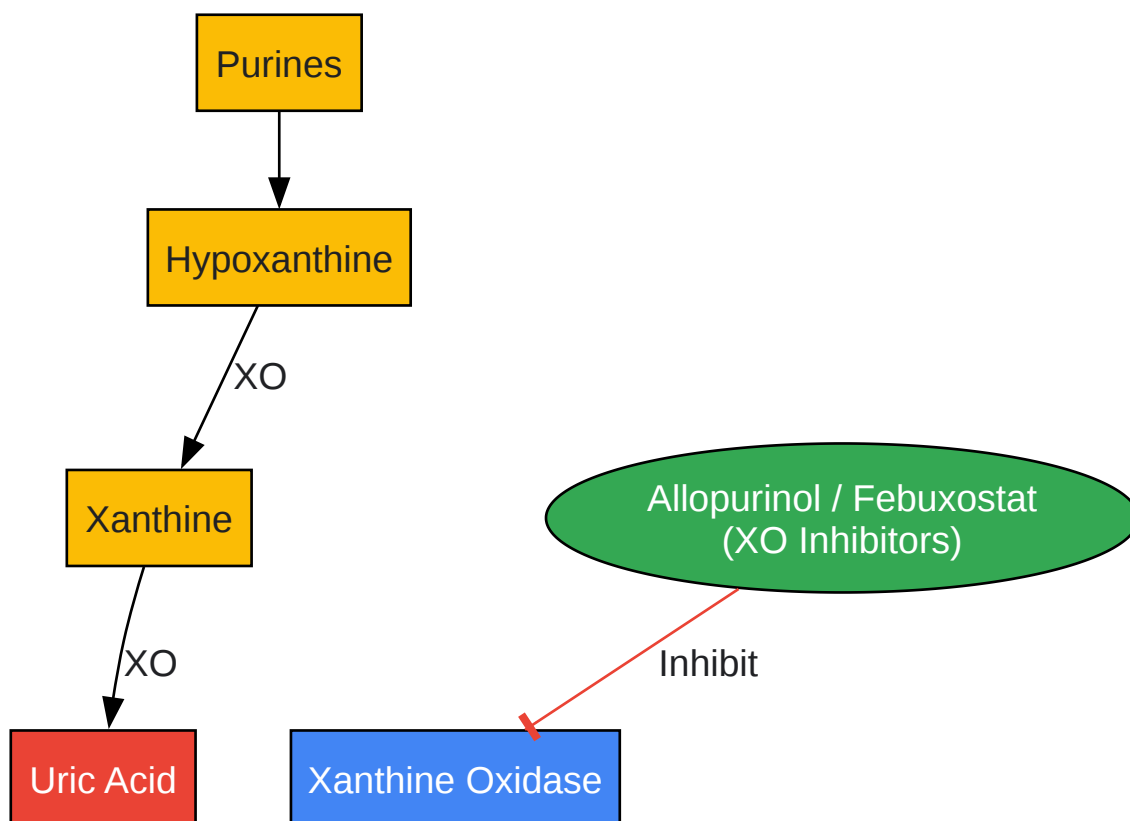 Purines
Hypoxanthine
XO
Xanthine
Allopurinol / Febuxostat
(XO Inhibitors)
XO
Inhibit
Uric Acid
Xanthine Oxidase